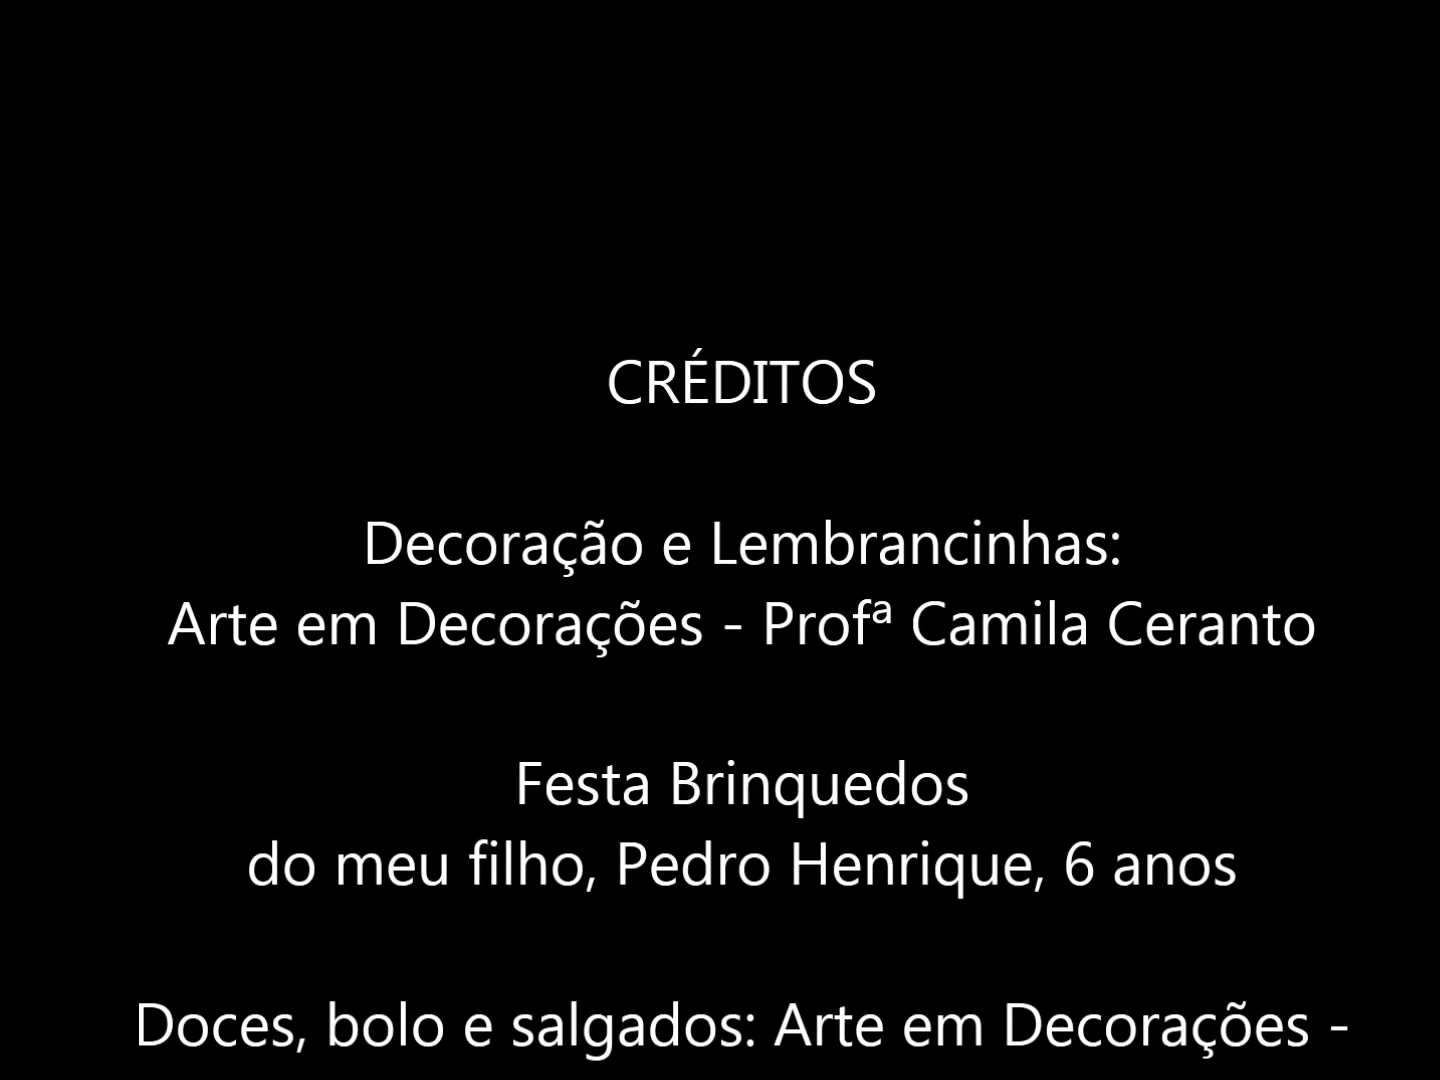 CRÉDITOS
Decoração e Lembrancinhas:
Arte em Decorações - Profª Camila Ceranto
Festa Brinquedos
do meu filho, Pedro Henrique, 6 anos
Doces, bolo e salgados: Arte em Decorações -